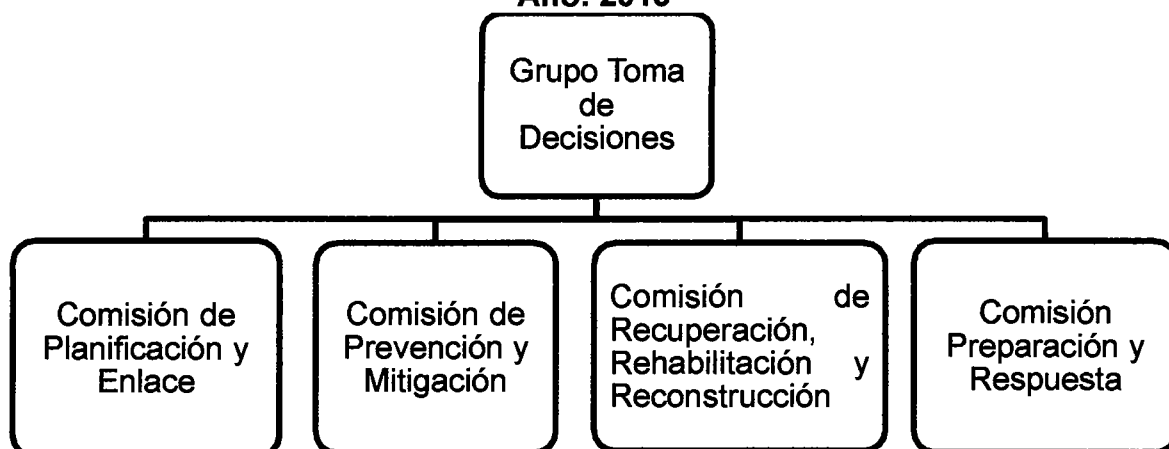 Grupo Toma
de
Decisiones
Comisión de
Planificación y
Enlace
Comisión de
Prevención y
Mitigación
Comisión de
Recuperación,
Rehabilitación y
Reconstrucción
Comisión
Preparación y
Respuesta